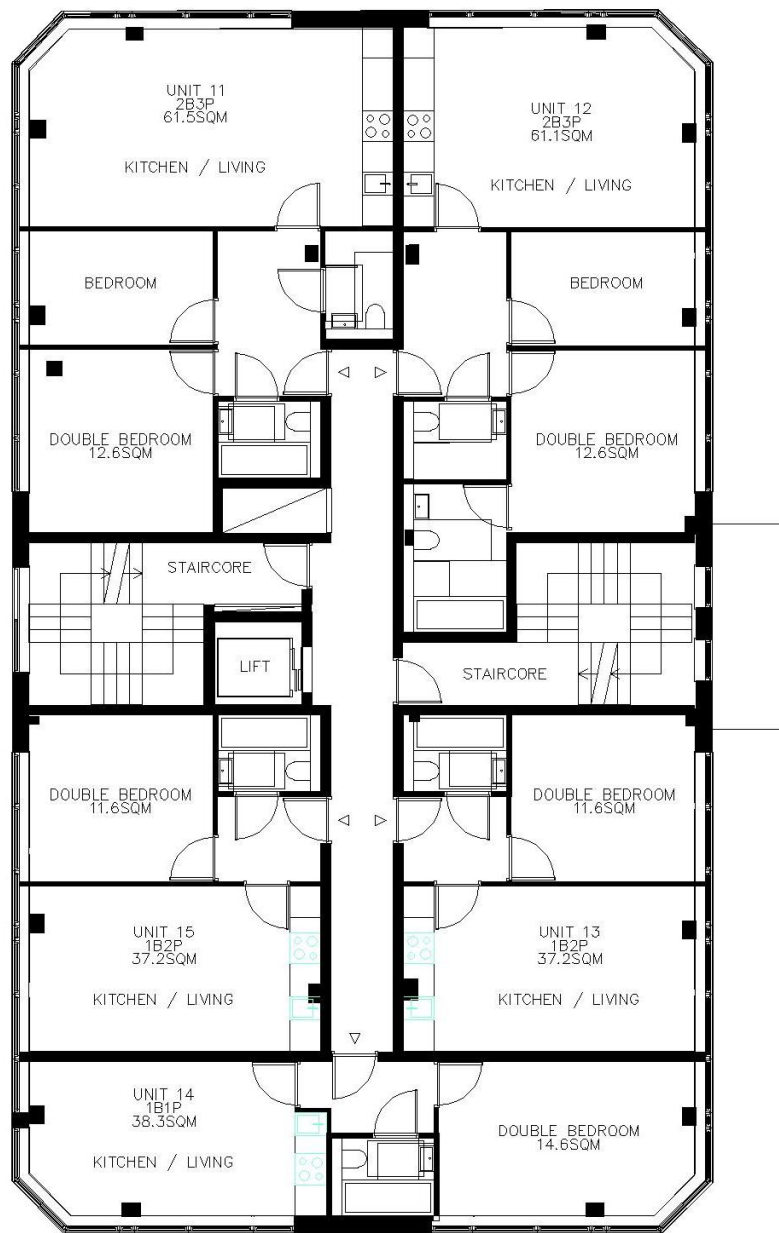 UNIT 11
2B3P
61.5SQM
KITCHEN / LIVING
UNIT 12
2B3P
61.1SQM
KITCHEN / LIVING
BEDROOM
BEDROOM
DOUBLE BEDROOM
12.6SQM
DOUBLE BEDROOM
12.6SQM
STAIRCORE
LIFT
STAIRCORE
DOUBLE BEDROOM
11.6SQM
DOUBLE BEDROOM
11.6SQM
UNIT 15
1B2P
37.2SQM
KITCHEN / LIVING
UNIT 13
1B2P
37.2SQM
KITCHEN / LIVING
UNIT 14
1B1P
38.3SQM
KITCHEN / LIVING
DOUBLE BEDROOM
14.6SQM